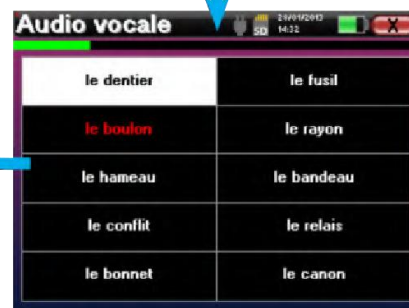 Audio vocale
SD
14:32
X
le dentier le fusil
le boulon le rayon
le hameau le bandeau
le conflit le relais
le bonnet le canon